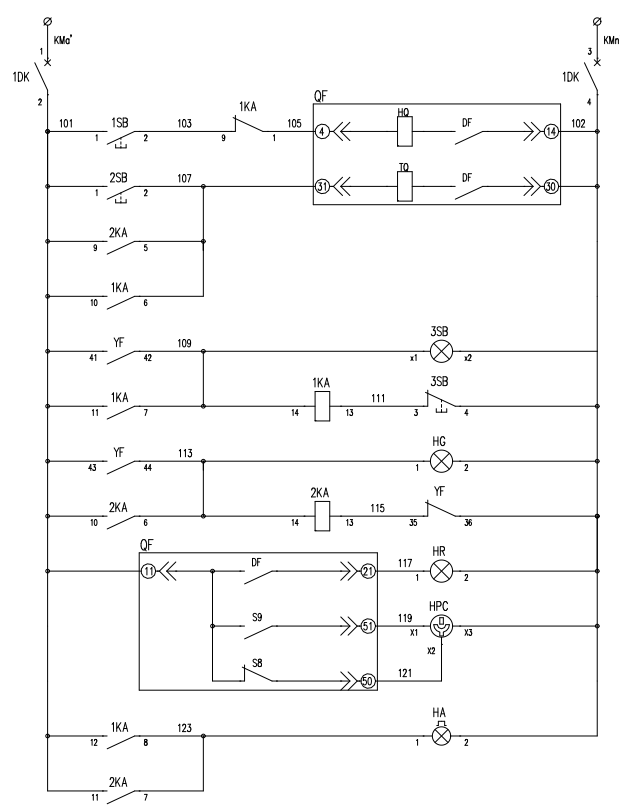 KMa' KMn
1 3
1DK 1DK
2 4
QF
101 1SB 103 1KA 105 HQ DF 102
1 2 9 1 4 14
2SB 107 TQ DF
1 2 31 30
2KA
9 5
1KA
10 6
YF 109 3SB
41 42 x1 x2
1KA 1KA 111 3SB
11 7 14 13 3 4
YF 113 HG
43 44 1 2
2KA 2KA 115 YF
10 6 14 13 35 36
QF
11 DF 21 117 HR
1 2
S9 51 119 HPC
X1 X3
X2
S8 50 121
1KA 123 HA
12 8 1 2
2KA
11 7